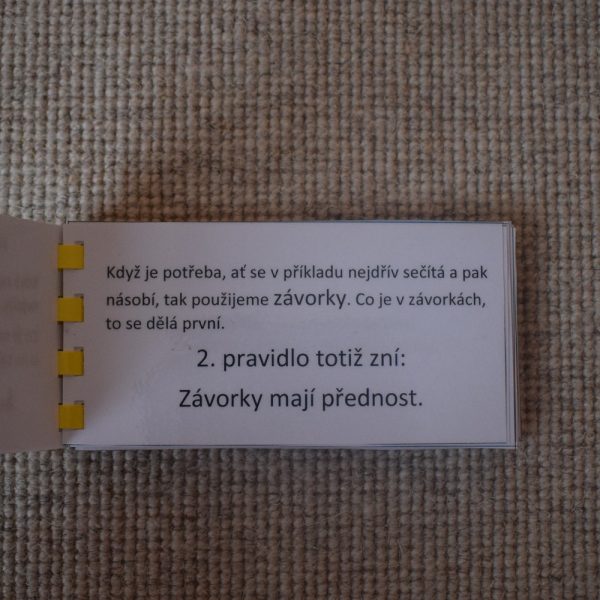 Když je potřeba, ať se v příkladu nejdřív sečítá a pak
násobí, tak použijeme závorky. Co je v závorkách,
to se dělá první.
2. pravidlo totiž zní:
Závorky mají přednost.